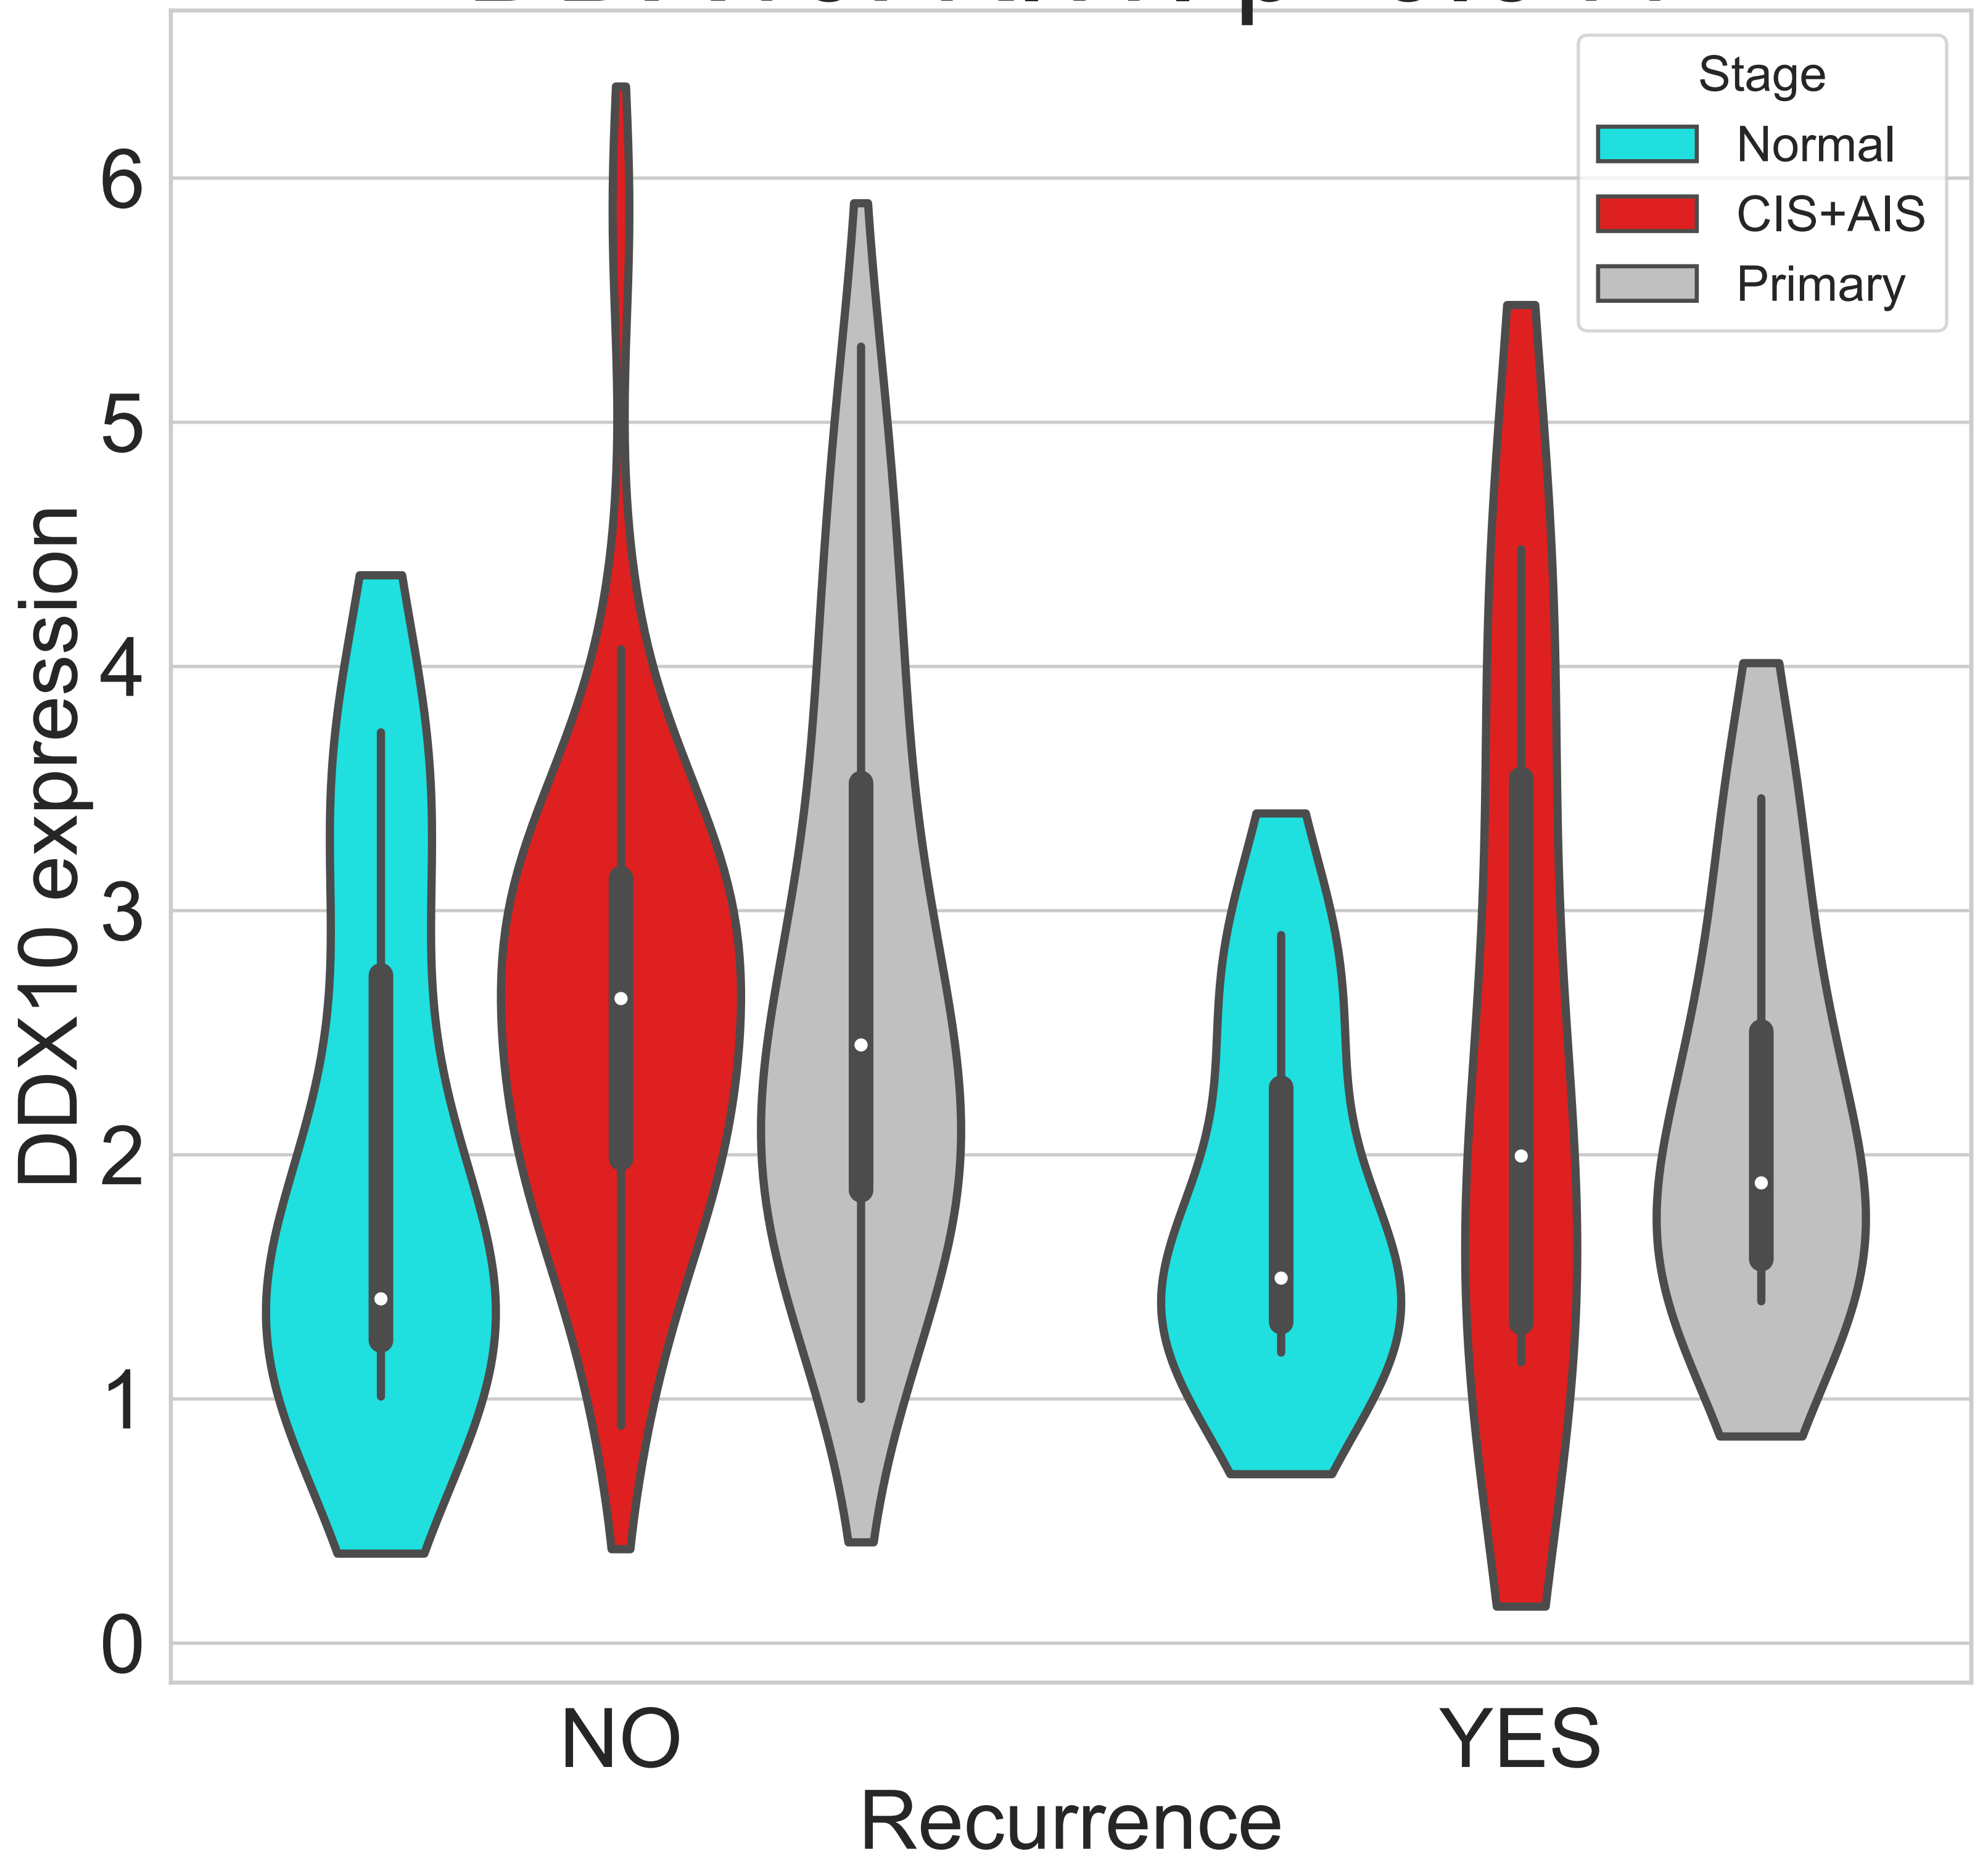 Stage
Normal
CIS+AIS
Primary
6
5
4
3
2
1
0
DDX10 expression
NO
YES
Recurrence